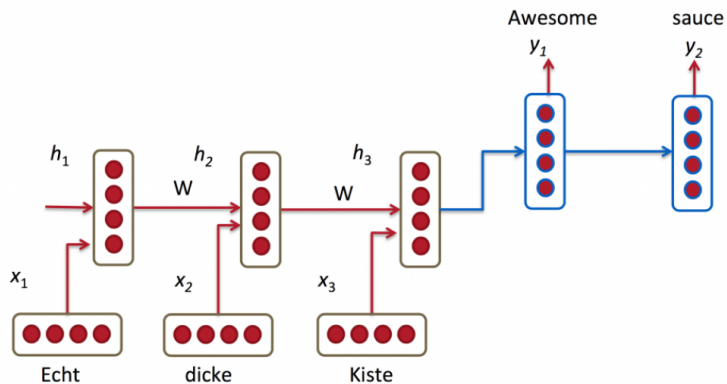 Awesome sauce
y1 y2
h1 h2 h3
W W
x1 x2 x3
Echt dicke Kiste